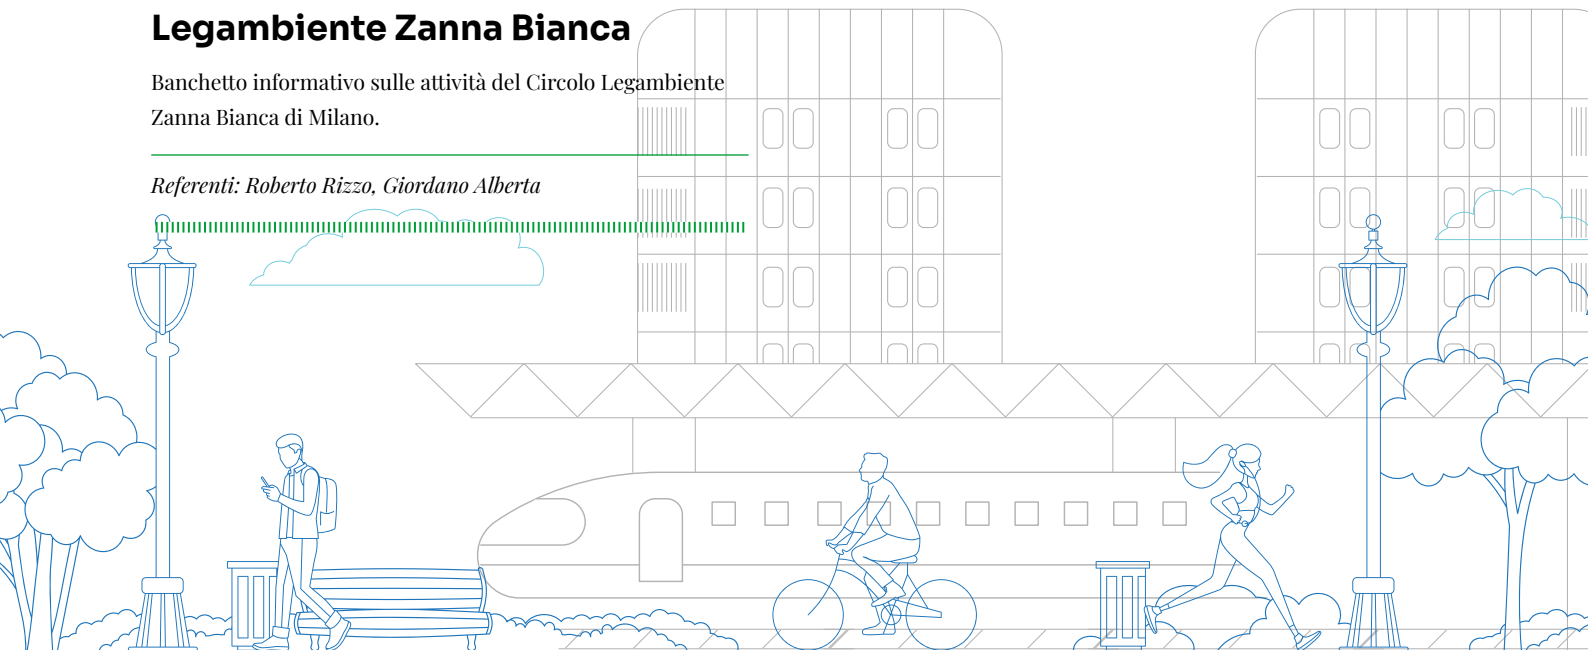 Legambiente Zanna Bianca
Banchetto informativo sulle attività del Circolo Legambiente
Zanna Bianca di Milano.
Referenti: Roberto Rizzo, Giordano Alberta